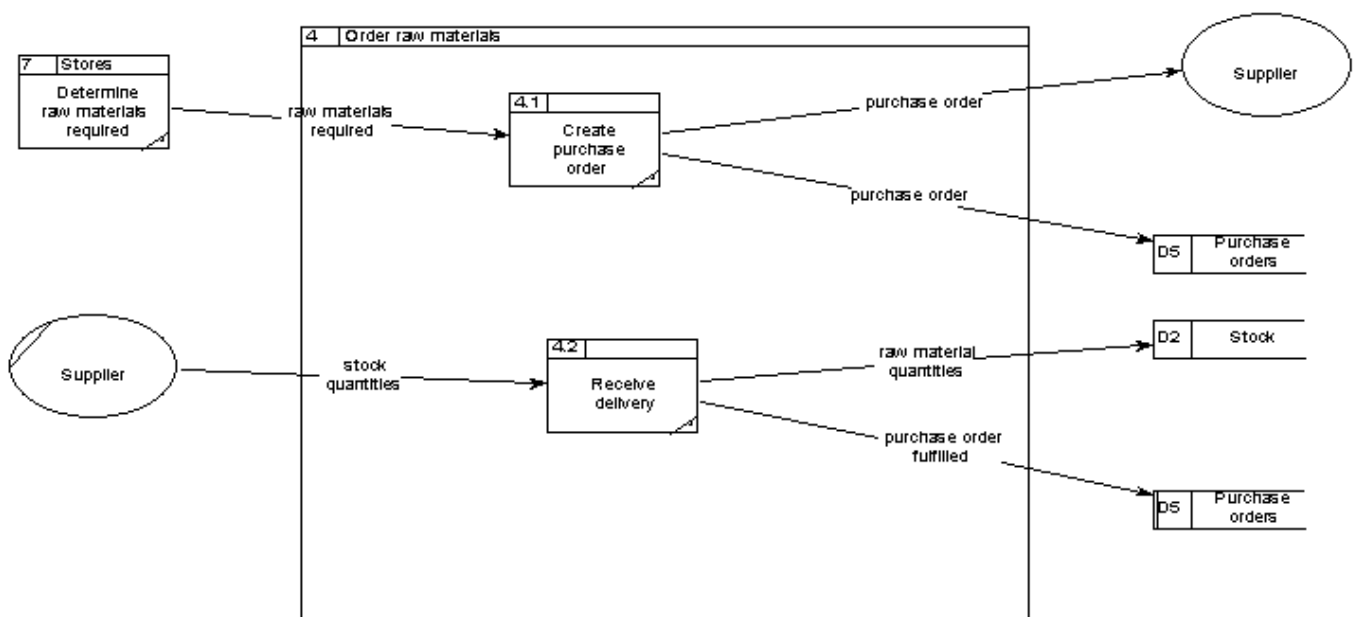 4 Order raw materials
7 Stores
Determine
raw materials
required
raw materials
required
4.1
Create
purchase
order
purchase order
Supplier
purchase order
D5 Purchase
orders
Supplier
stock
quantities
4.2
Receive
delivery
raw material
quantities
D2 Stock
purchase order
fulfilled
D5 Purchase
orders